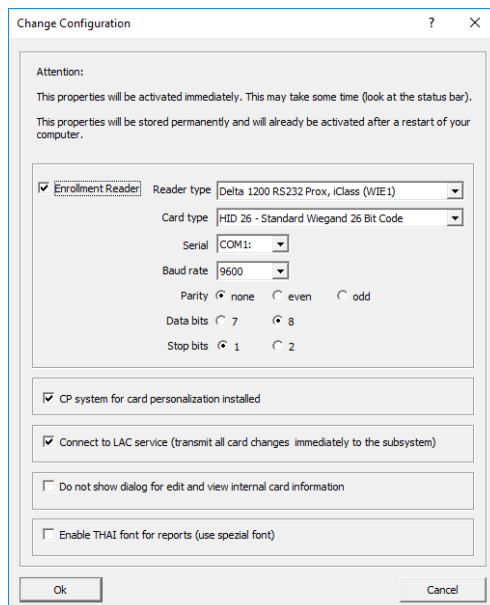 Change Configuration
Attention:
This properties will be activated immediately. This may take some time (look at the status bar).
This properties will be stored permanently and will already be activated after a restart of your
computer.
Enrollment Reader Reader type Delta 1200 RS232 Prox, iClass (WIE1)
Card type HID 26 - Standard Wiegand 26 Bit Code
Serial COM1:
Baud rate 9600
Parity none even odd
Data bits 7 8
Stop bits 1 2
CP system for card personalization installed
Connect to LAC service (transmit all card changes immediately to the subsystem)
Do not show dialog for edit and view internal card information
Enable THAI font for reports (use spezial font)
Ok Cancel